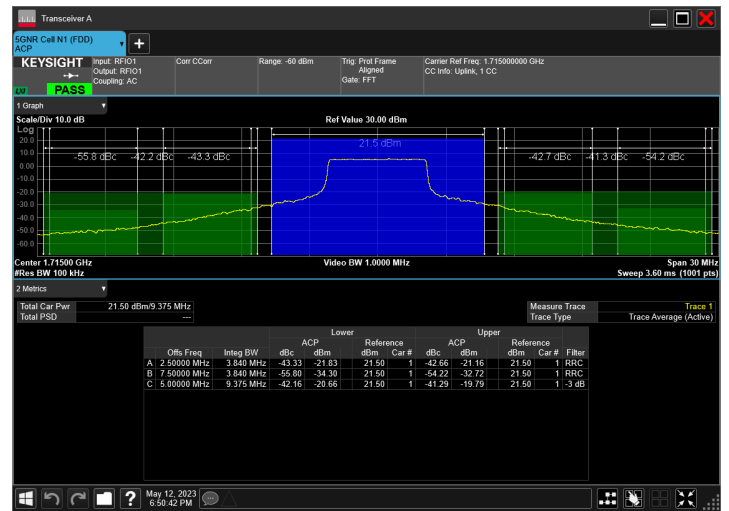 Transceiver A
5GNR Cell N1 (FDD)
ACP
KEYSIGHT
LXI
PASS
Input: RFIO1
Output: RFIO1
Coupling: AC
Corr CCorr
Range: -60 dBm
Trig: Prot Frame
Aligned
Gate: FFT
Carrier Ref Freq: 1.715000000 GHz
CC Info: Uplink, 1 CC
1 Graph
Scale/Div 10.0 dB
Ref Value 30.00 dBm
Log
20.0
10.0
0.00
-10.0
-20.0
-30.0
-40.0
-50.0
-60.0
-55.8 dBc
-42.2 dBc
-43.3 dBc
21.5 dBm
-42.7 dBc
-41.3 dBc
-54.2 dBc
Center 1.71500 GHz
Video BW 1.0000 MHz
Span 30 MHz
#Res BW 100 kHz
Sweep 3.60 ms (1001 pts)
2 Metrics
Total Car Pwr 21.50 dBm/9.375 MHz
Total PSD ---
Measure Trace Trace 1
Trace Type Trace Average (Active)
Lower Upper
ACP Reference ACP Reference
Offs Freq Integ BW dBc dBm dBm Car # dBc dBm dBm Car # Filter
A 2.50000 MHz 3.840 MHz -43.33 -21.83 21.50 1 -42.66 -21.16 21.50 1 RRC
B 7.50000 MHz 3.840 MHz -55.80 -34.30 21.50 1 -54.22 -32.72 21.50 1 RRC
C 5.00000 MHz 9.375 MHz -42.16 -20.66 21.50 1 -41.29 -19.79 21.50 1 -3 dB
May 12, 2023
6:50:42 PM